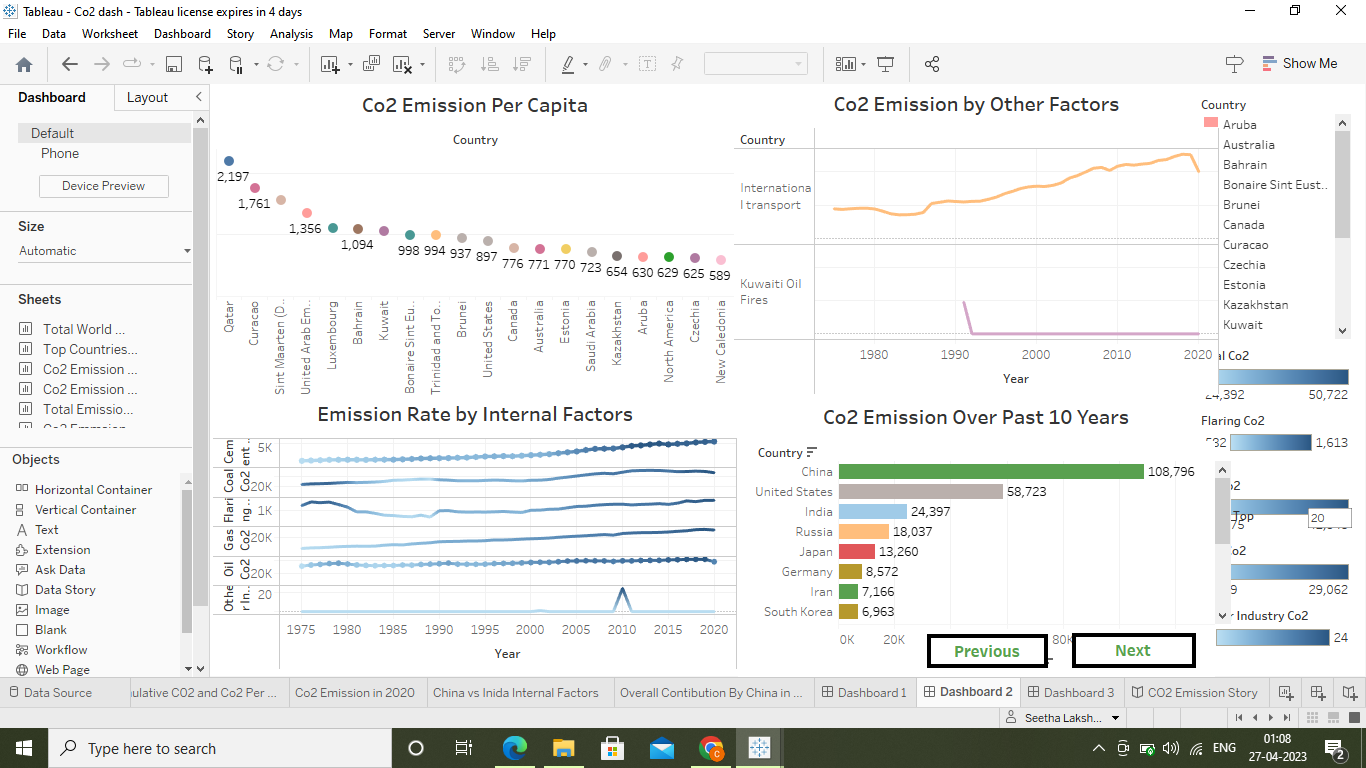 Tableau - Co2 dash - Tableau license expires in 4 days
File Data Worksheet Dashboard Story Analysis Map Format Server Window Help
Show Me
Dashboard Layout
Default
Phone
Device Preview
Size
Automatic
Sheets
Total World ...
Top Countries...
Co2 Emission ...
Co2 Emission ...
Total Emissio...
Objects
Horizontal Container
Vertical Container
Text
Extension
Ask Data
Data Story
Image
Blank
Workflow
Web Page
Co2 Emission Per Capita
Country
2,197
1,761
1,356
1,094
998
994
937
897
776
771
770
723
654
630
629
625
589
Qatar
Curacao
Sint Maarten (D..
United Arab Em..
Luxembourg
Bahrain
Kuwait
Bonaire Sint Eu..
Trinidad and To..
Brunei
United States
Canada
Australia
Estonia
Saudi Arabia
Kazakhstan
Aruba
North America
Czechia
New Caledonia
Co2 Emission by Other Factors
Country
Internationa
l transport
Kuwaiti Oil
Fires
1980 1990 2000 2010 2020
Year
Country
Aruba
Australia
Bahrain
Bonaire Sint Eust..
Brunei
Canada
Curacao
Czechia
Estonia
Kazakhstan
Kuwait
al Co2
24,392 50,722
Flaring Co2
1,613
Top 20
29,062
Industry Co2
24
Emission Rate by Internal Factors
Cem
ent ..
5K
Coal
Co2
20K
Flari
ng..
1K
Gas
Co2
20K
Oil
Co2
20K
Othe
r In..
20
1975 1980 1985 1990 1995 2000 2005 2010 2015 2020
Year
Co2 Emission Over Past 10 Years
Country
China 108,796
United States 58,723
India 24,397
Russia 18,037
Japan 13,260
Germany 8,572
Iran 7,166
South Korea 6,963
0K 20K 80K
Previous Next
Data Source
ulative CO2 and Co2 Per ...
Co2 Emission in 2020
China vs Inida Internal Factors
Overall Contibution By China in ...
Dashboard 1
Dashboard 2
Dashboard 3
CO2 Emission Story
Seetha Laksh...
Type here to search
ENG
01:08
27-04-2023
2